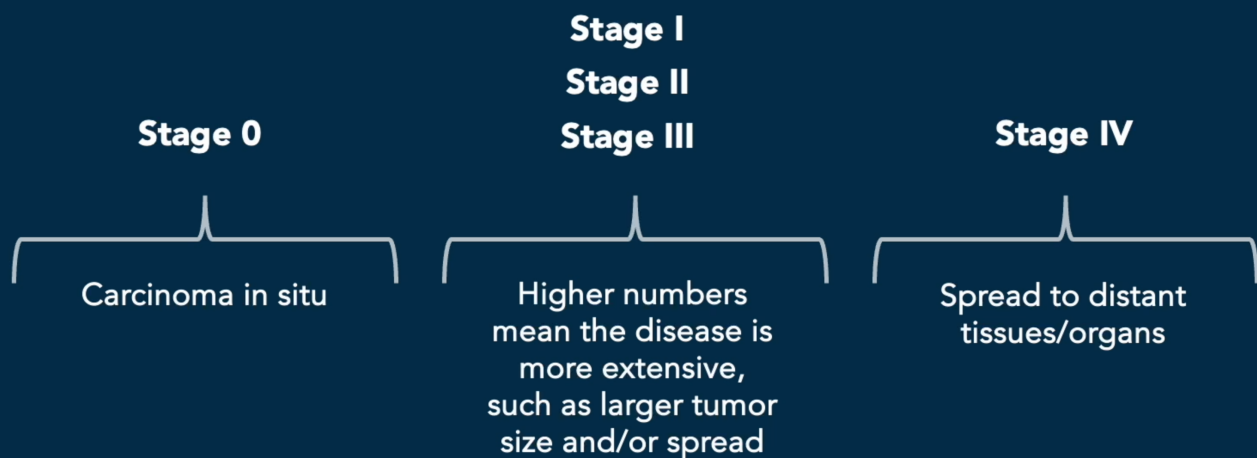 Stage 0
Carcinoma in situ
Stage I
Stage II
Stage III
Higher numbers
mean the disease is
more extensive,
such as larger tumor
size and/or spread
Stage IV
Spread to distant
tissues/organs